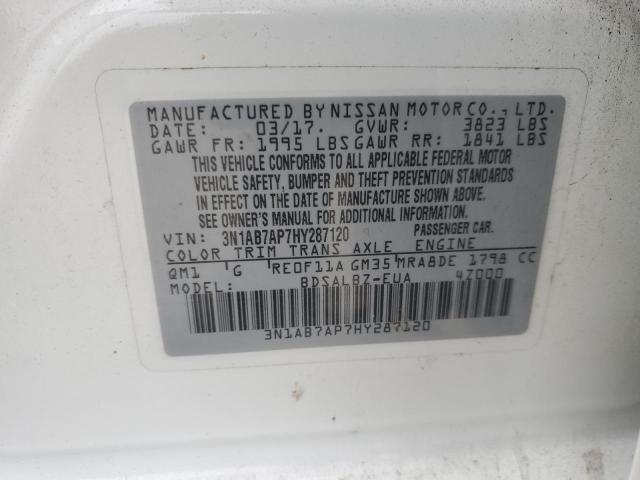 MANUFACTURED BY NISSAN MOTOR CO., LTD.
DATE: 03/17. GVWR: 3823 LBS
GAWR FR: 1995 LBS GAWR RR: 1841 LBS
THIS VEHICLE CONFORMS TO ALL APPLICABLE FEDERAL MOTOR
VEHICLE SAFETY, BUMPER AND THEFT PREVENTION STANDARDS
IN EFFECT ON THE DATE OF MANUFACTURE SHOWN ABOVE.
SEE OWNER'S MANUAL FOR ADDITIONAL INFORMATION
VIN: 3N1AB7AP7HY287120 PASSENGER CAR.
COLOR TRIM TRANS AXLE ENGINE
QM1 G RE0F11A GM35 MRA8DE 1798 CC
MODEL: BDSALBZ-EUA 4Z000
3N1AB7AP7HY287120